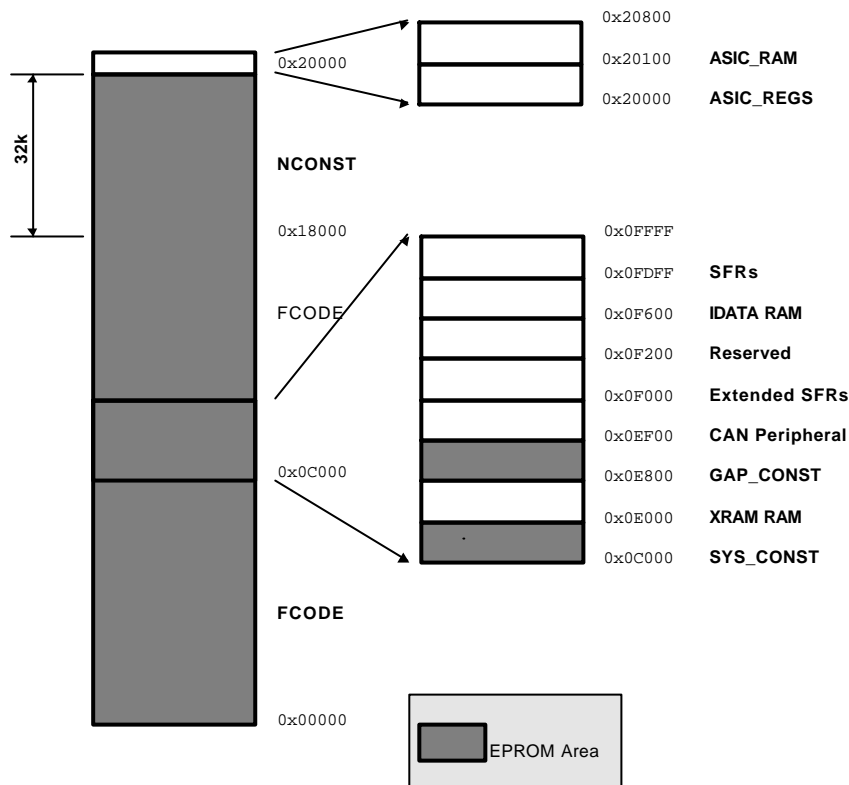 0x20800
0x20000
0x20100 ASIC_RAM
0x20000 ASIC_REGS
32k
NCONST
0x18000
0x0FFFF
0x0FDFF SFRs
FCODE
0x0F600 IDATA RAM
0x0F200 Reserved
0x0F000 Extended SFRs
0x0EF00 CAN Peripheral
0x0C000
0x0E800 GAP_CONST
0x0E000 XRAM RAM
0x0C000 SYS_CONST
FCODE
0x00000
EPROM Area